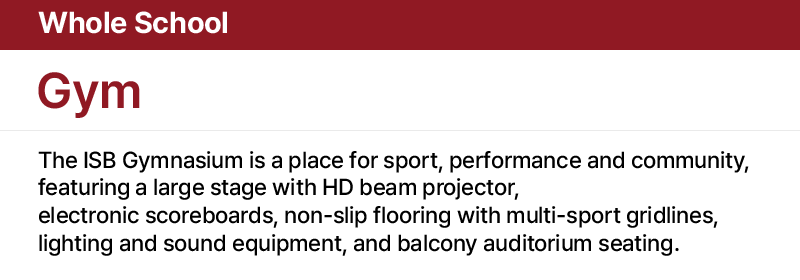 Whole School
Gym
The ISB Gymnasium is a place for sport, performance and community,
featuring a large stage with HD beam projector,
electronic scoreboards, non-slip flooring with multi-sport gridlines,
lighting and sound equipment, and balcony auditorium seating.